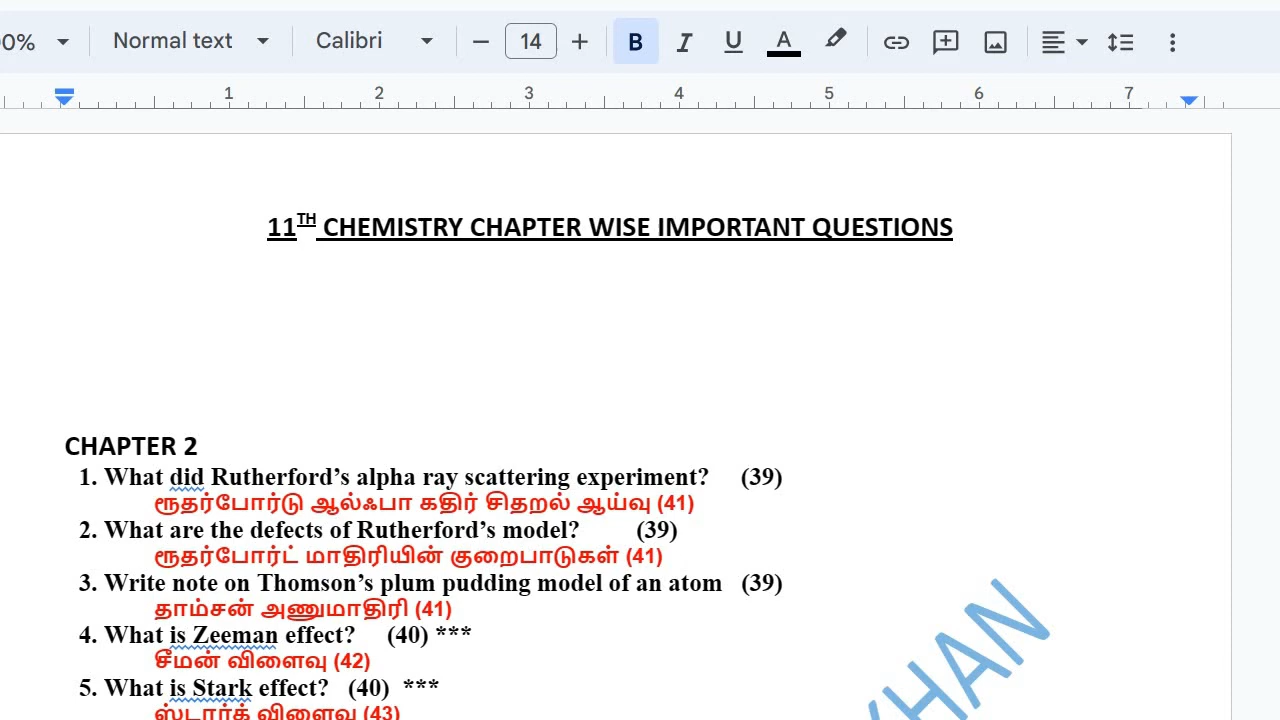 0%
Normal text
Calibri
14
B I U A
1 2 3 4 5 6 7
11TH CHEMISTRY CHAPTER WISE IMPORTANT QUESTIONS
CHAPTER 2
1. What did Rutherford’s alpha ray scattering experiment? (39)
ரூதர்போர்டு ஆல்ஃபா கதிர் சிதறல் ஆய்வு (41)
2. What are the defects of Rutherford’s model? (39)
ரூதர்போர்ட் மாதிரியின் குறைபாடுகள் (41)
3. Write note on Thomson’s plum pudding model of an atom (39)
தாம்சன் அணுமாதிரி (41)
4. What is Zeeman effect? (40) ***
சீமன் விளைவு (42)
5. What is Stark effect? (40) ***
ஸ்டார்க் விளைவு (43)
HAN